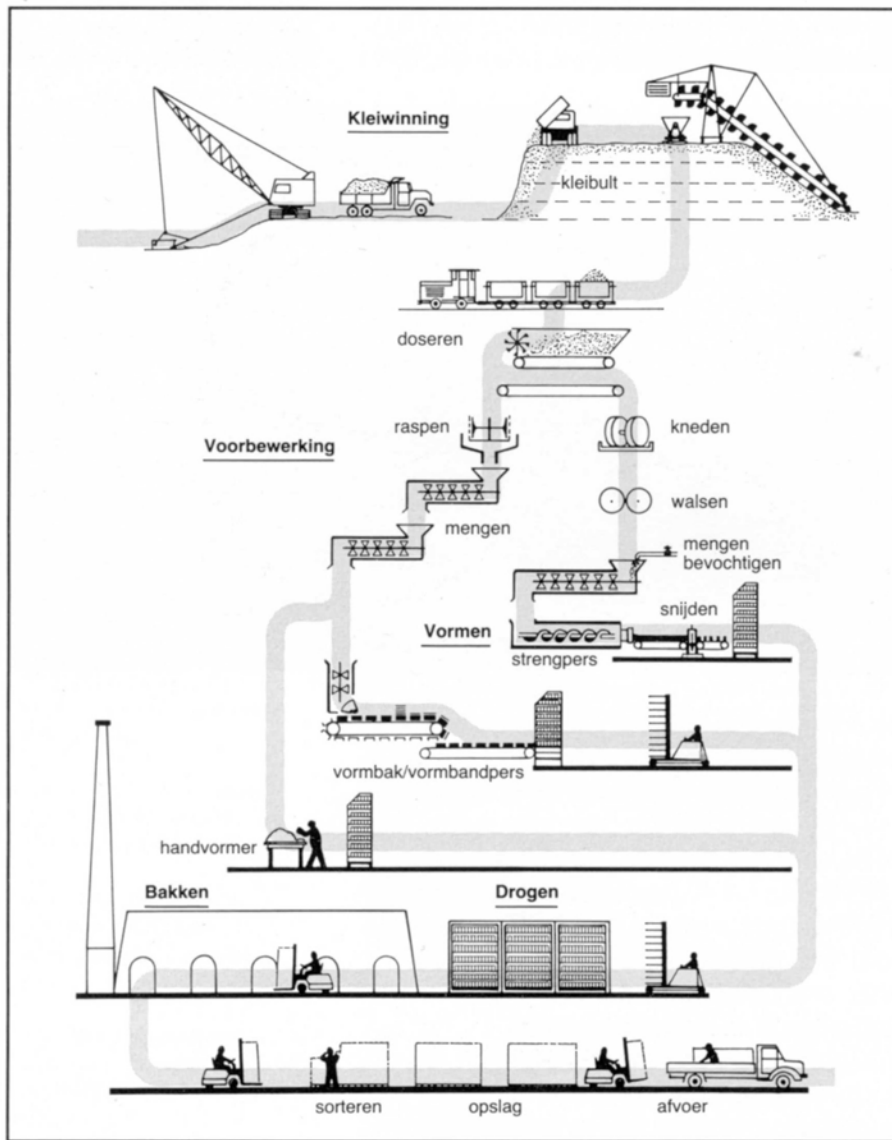 Kleiwinning
kleibult
doseren
raspen
kneden
Voorbewerking
walsen
mengen
mengen
bevochtigen
snijden
Vormen
strengpers
vormbak/vormbandpers
handvormer
Bakken
Drogen
sorteren
opslag
afvoer